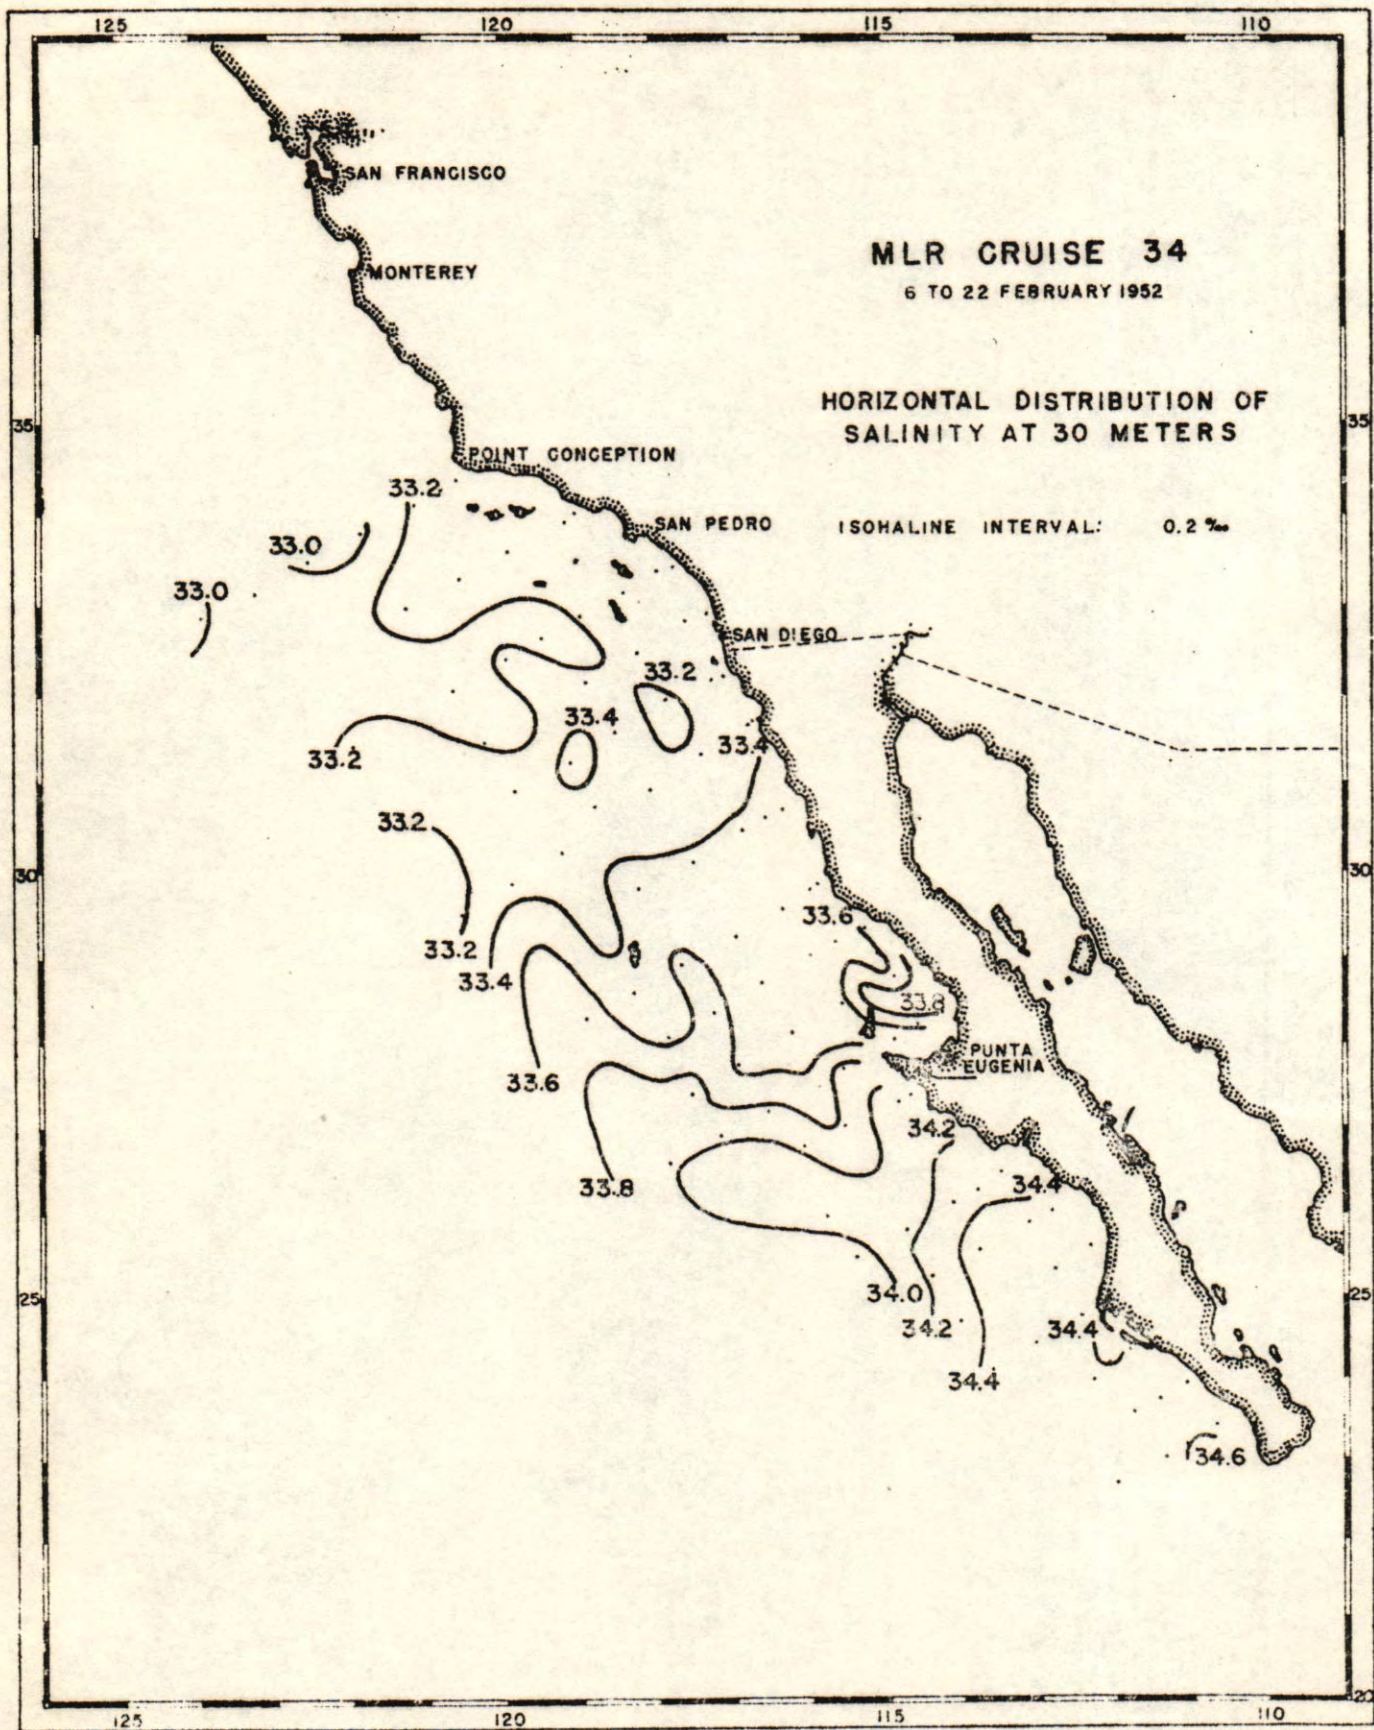 125 120 115 110
SAN FRANCISCO
MLR CRUISE 34
MONTEREY
6 TO 22 FEBRUARY 1952
HORIZONTAL DISTRIBUTION OF
35 35
SALINITY AT 30 METERS
POINT CONCEPTION
33.2
SAN PEDRO ISOHALINE INTERVAL: 0.2 ‰
33.0
33.0
SAN DIEGO
33.2
33.4
33.4
33.2
33.2
30 30
33.6
33.2
33.4
33.8
PUNTA
EUGENIA
33.6
34.2
33.8 34.4
34.0
25 25
34.2 34.4
34.4
34.6
20
125 120 115 110